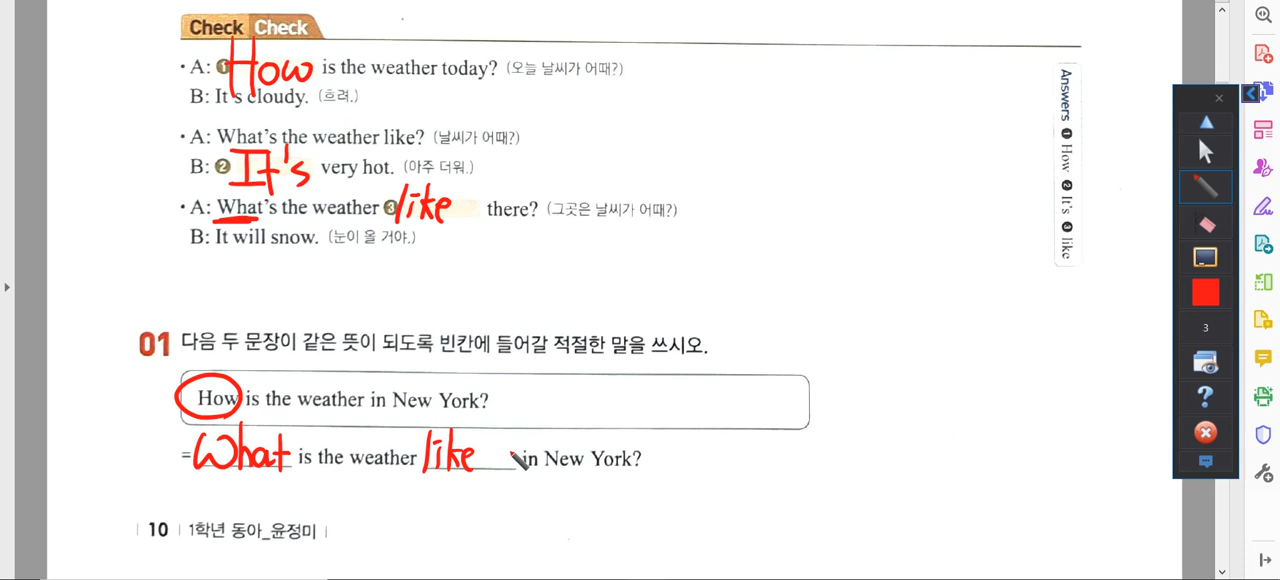 Check Check
• A: ❶ How is the weather today? (오늘 날씨가 어때?)
B: It's cloudy. (흐려.)
• A: What's the weather like? (날씨가 어때?)
B: ❷ It's very hot. (아주 더워.)
• A: What's the weather ❸ like there? (그곳은 날씨가 어때?)
B: It will snow. (눈이 올 거야.)
Answers ❶ How ❷ It's ❸ like
01 다음 두 문장이 같은 뜻이 되도록 빈칸에 들어갈 적절한 말을 쓰시오.
How is the weather in New York?
= What is the weather like in New York?
10 | 1학년 동아_윤정미 |
3